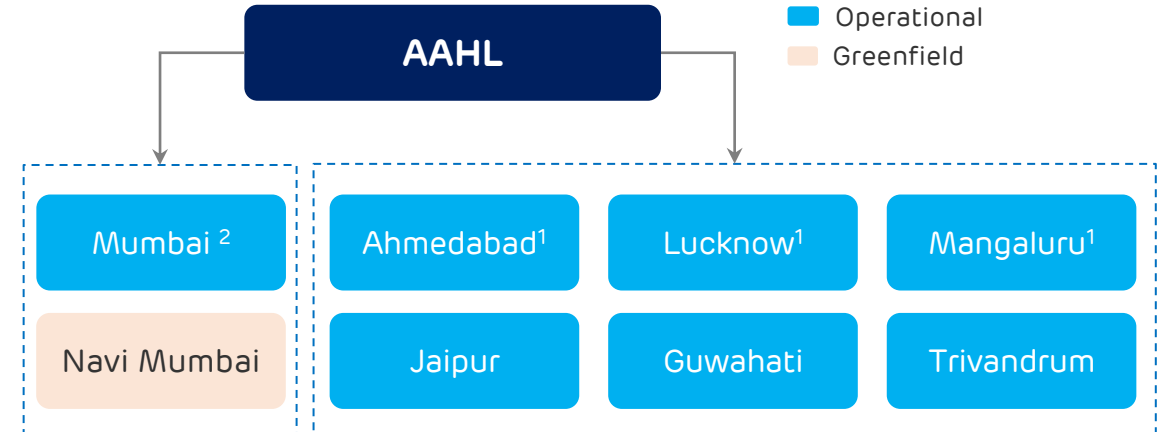 AAHL
Operational
Greenfield
Mumbai ²
Ahmedabad¹
Lucknow¹
Mangaluru¹
Navi Mumbai
Jaipur
Guwahati
Trivandrum